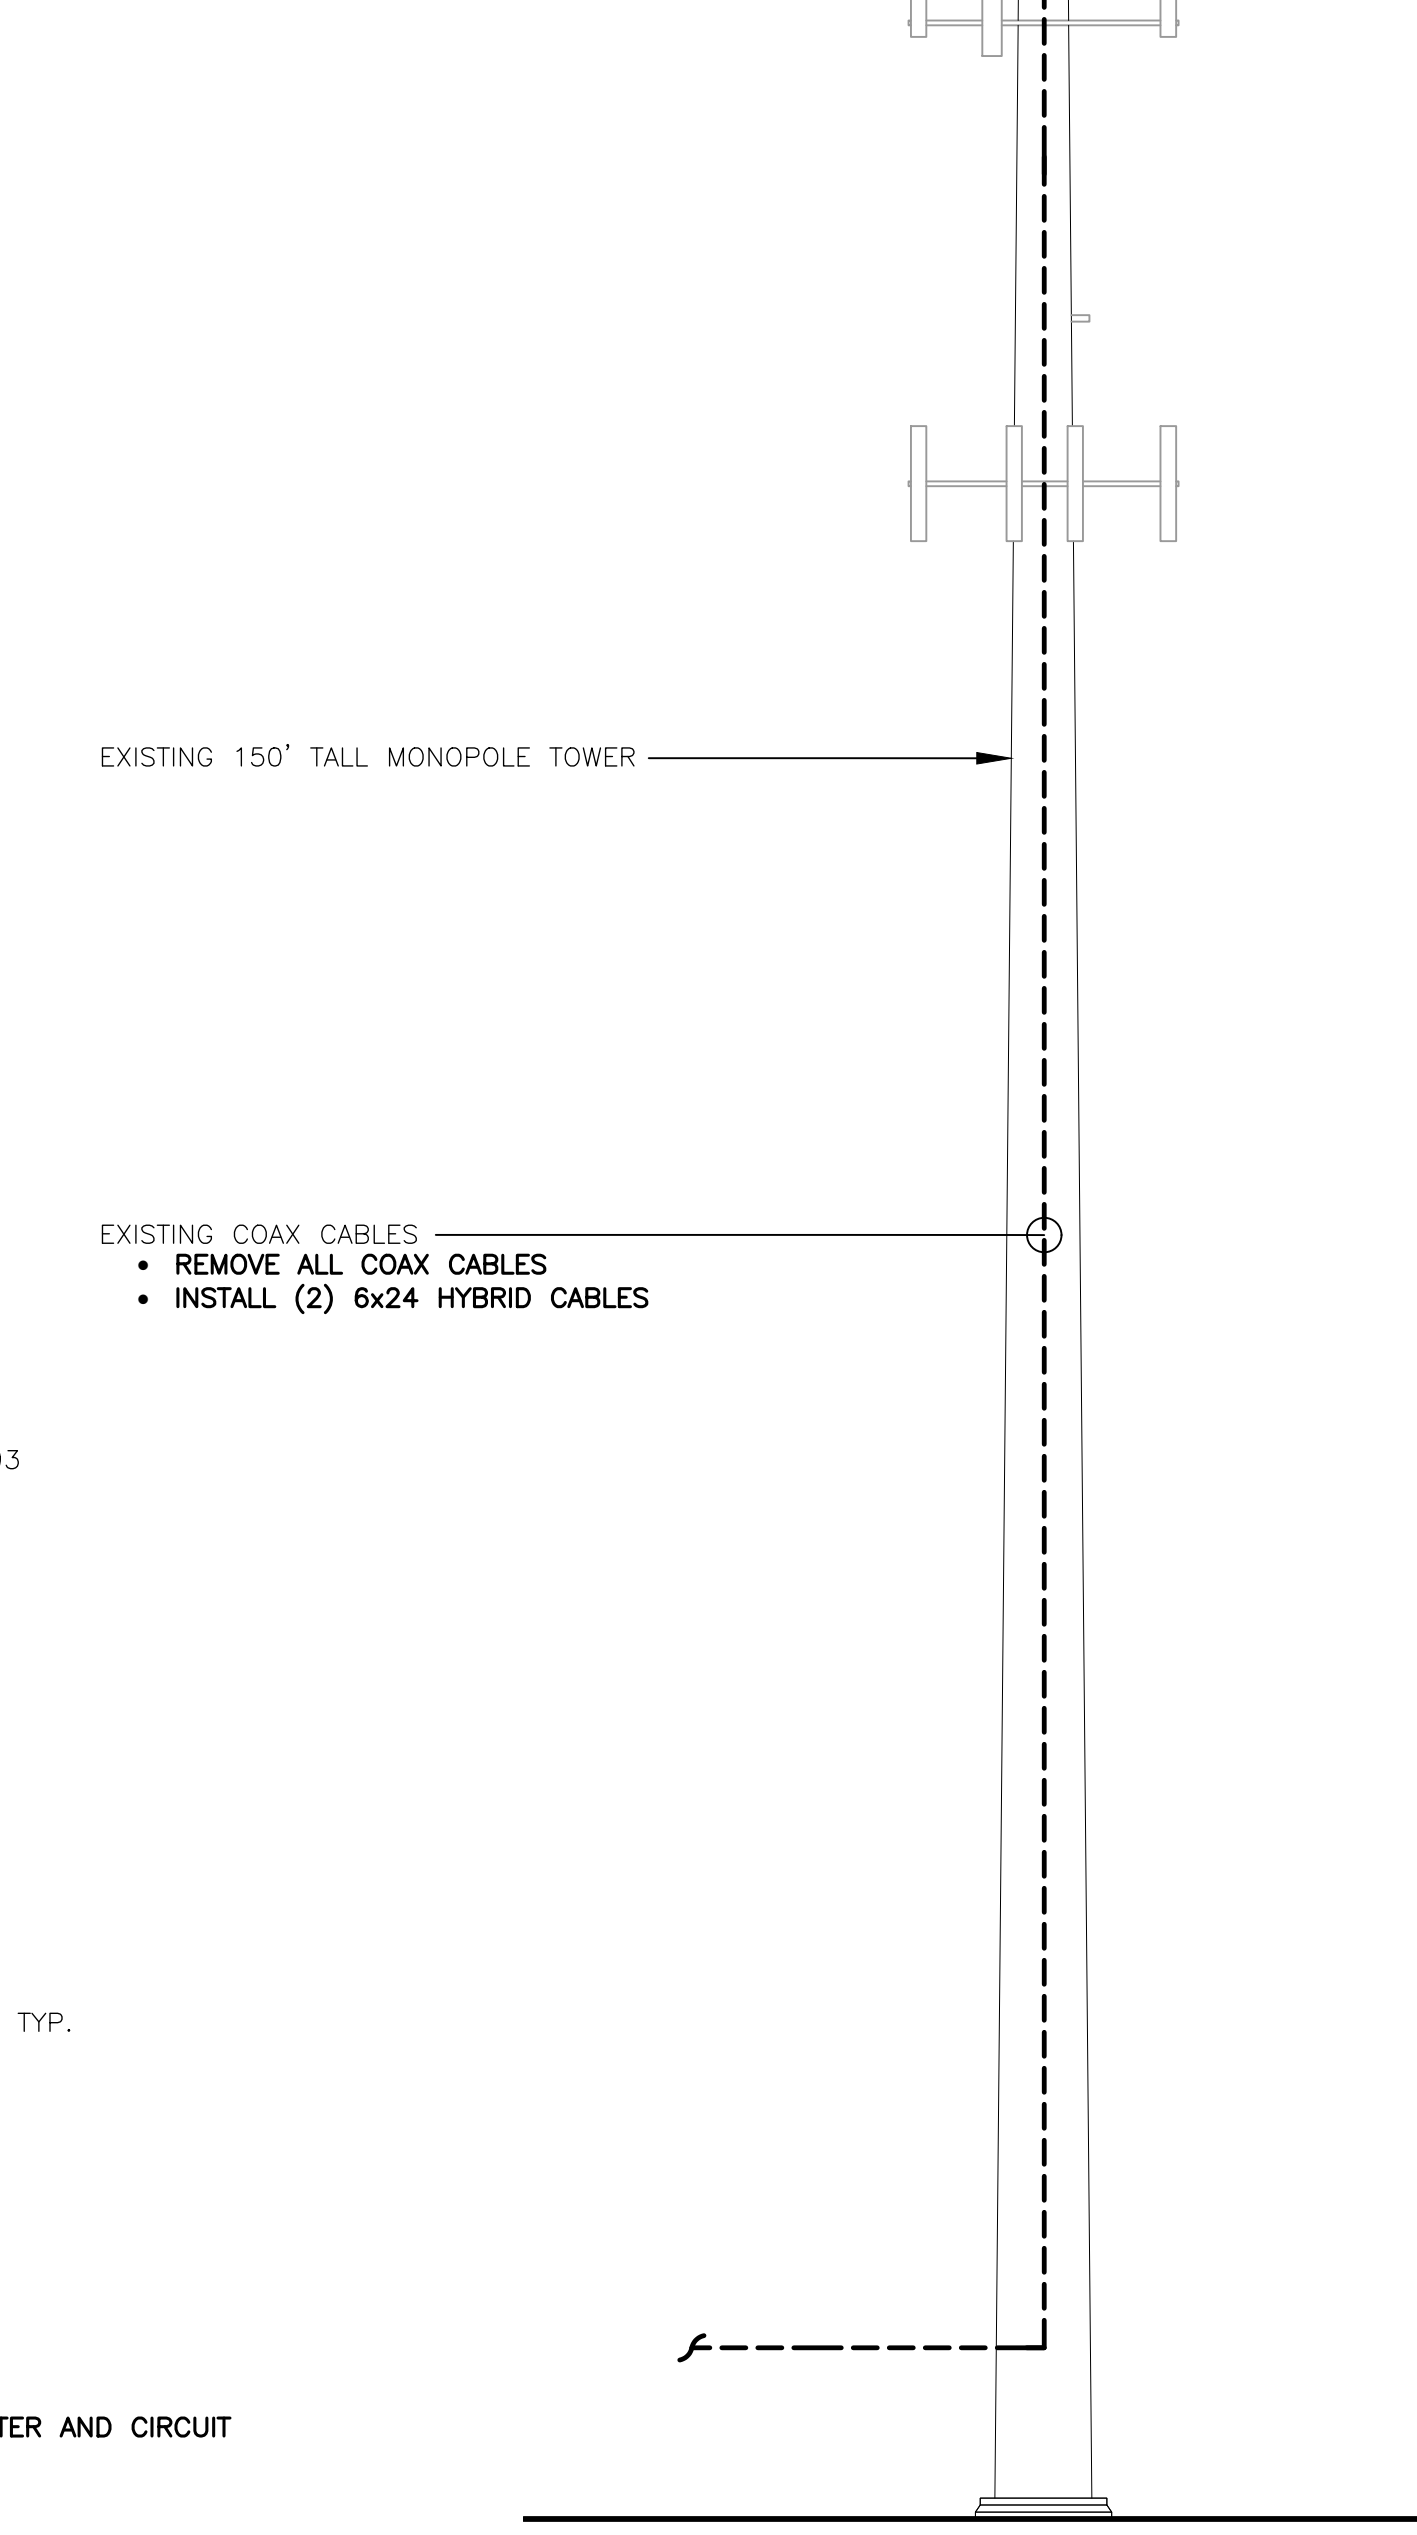 EXISTING 150' TALL MONOPOLE TOWER
EXISTING COAX CABLES
• REMOVE ALL COAX CABLES
• INSTALL (2) 6x24 HYBRID CABLES
TYP.
AND CIRCUIT